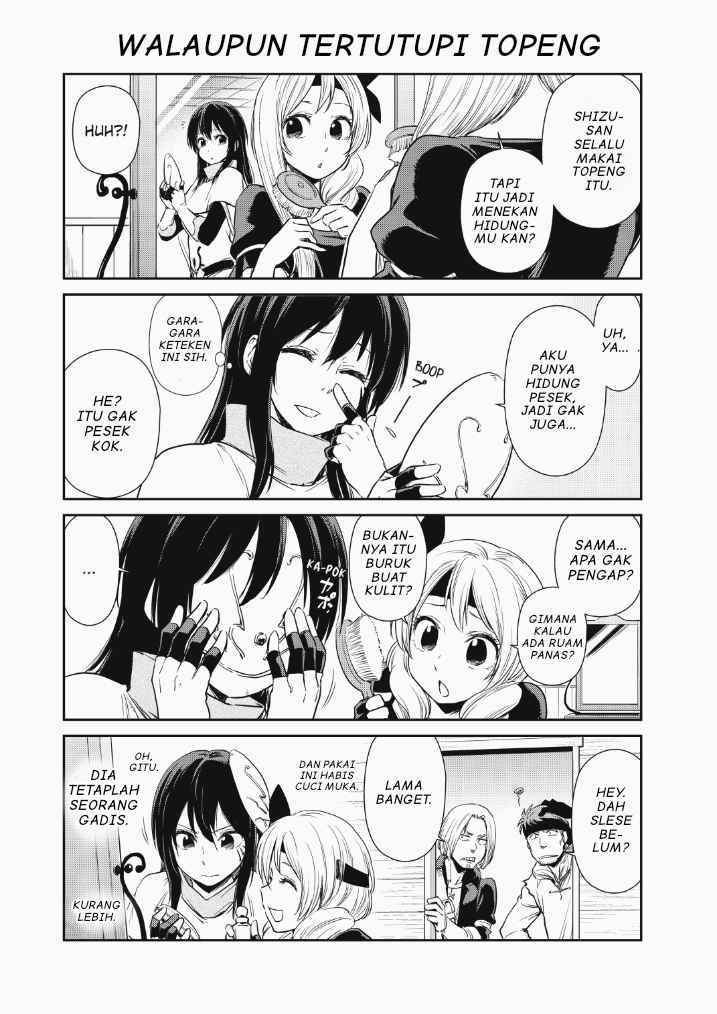 WALAUPUN TERTUTUPI TOPENG
SHIZU-
SAN
SELALU
MAKAI
TOPENG
ITU.
TAPI
ITU JADI
MENEKAN
HIDUNG-
MU KAN?
HUH?!
UH,
YA...
AKU
PUNYA
HIDUNG
PESEK,
JADI GAK
JUGA...
BOOP
プ
GARA-
GARA
KETEKEN
INI SIH.
HE?
ITU GAK
PESEK
KOK.
SAMA...
APA GAK
PENGAP?
GIMANA
KALAU
ADA RUAM
PANAS?
BUKAN-
NYA ITU
BURUK
BUAT
KULIT?
KA-POK
カポ
...
HEY.
DAH
SLESE
BE-
LUM?
LAMA
BANGET.
DAN PAKAI
INI HABIS
CUCI MUKA.
OH,
GITU.
DIA
TETAPLAH
SEORANG
GADIS.
KURANG
LEBIH.